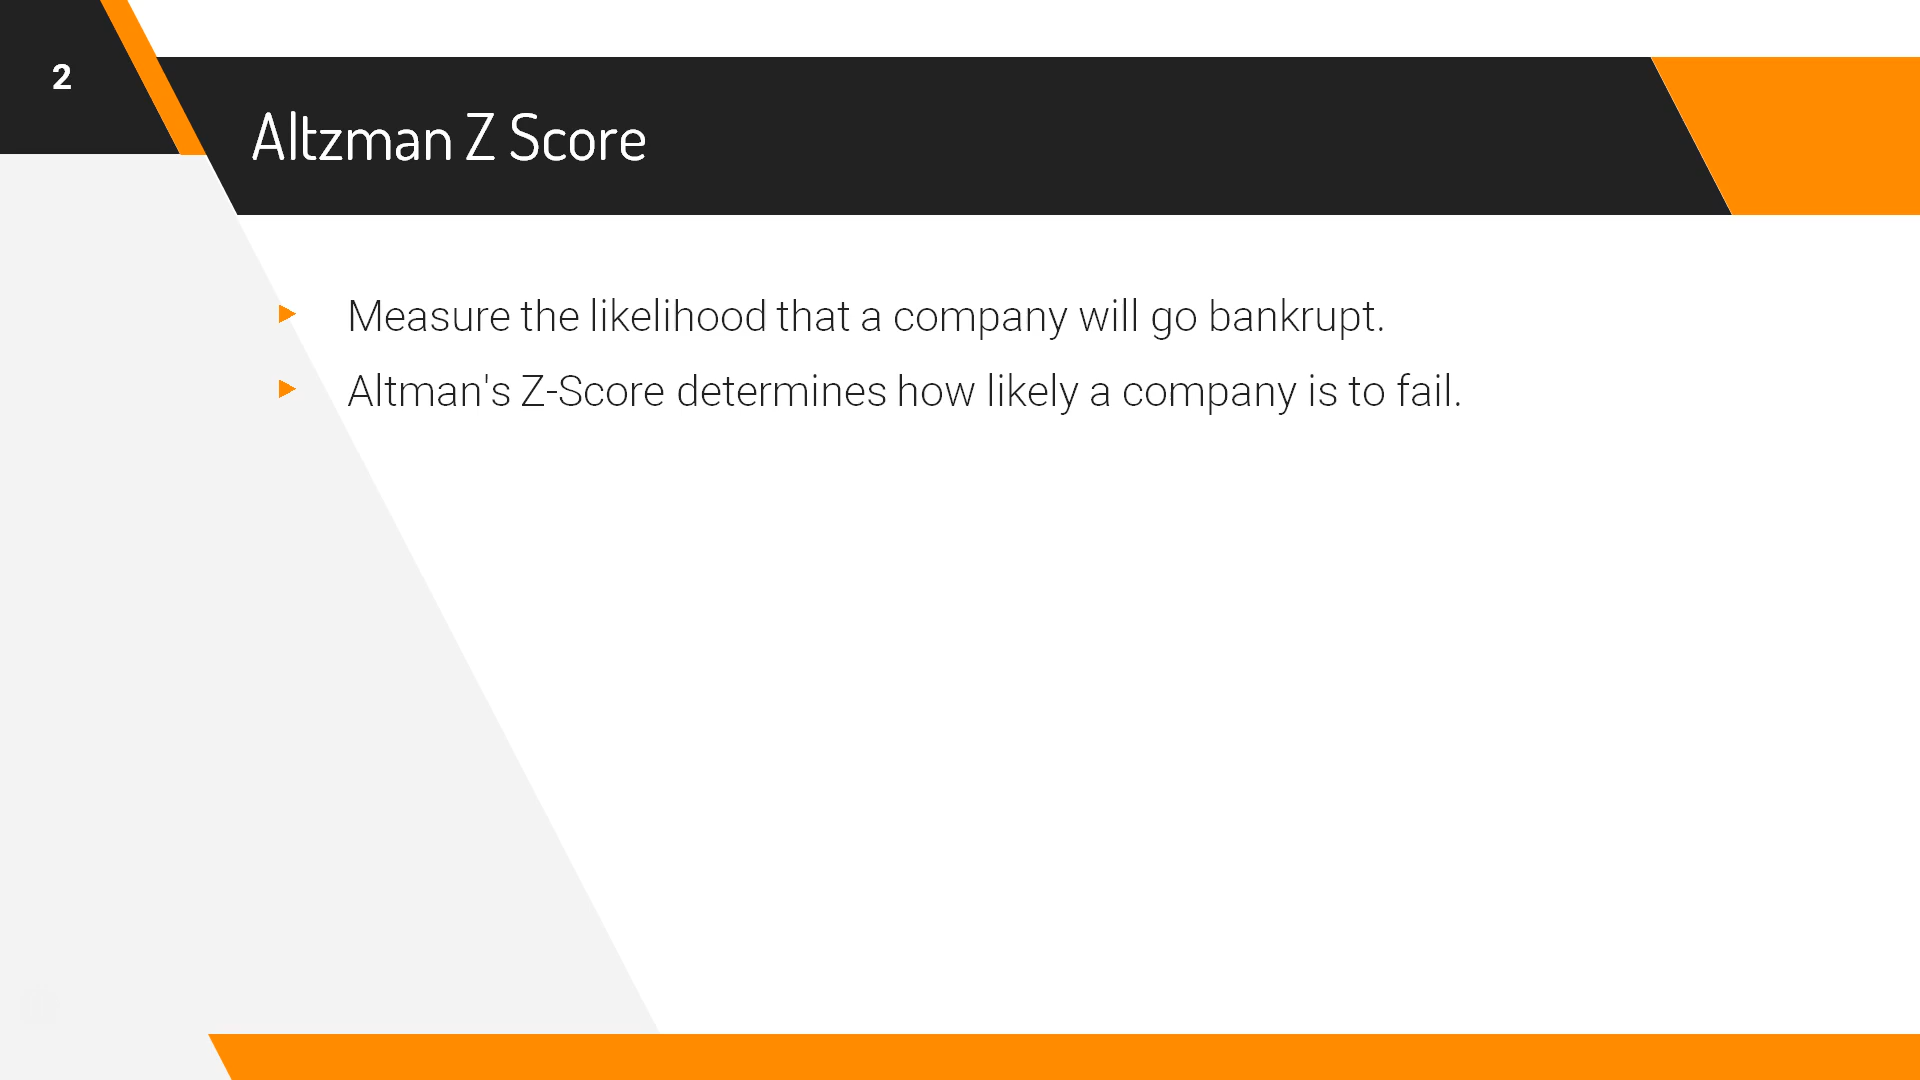 2
Altzman Z Score
Measure the likelihood that a company will go bankrupt.
Altman's Z-Score determines how likely a company is to fail.